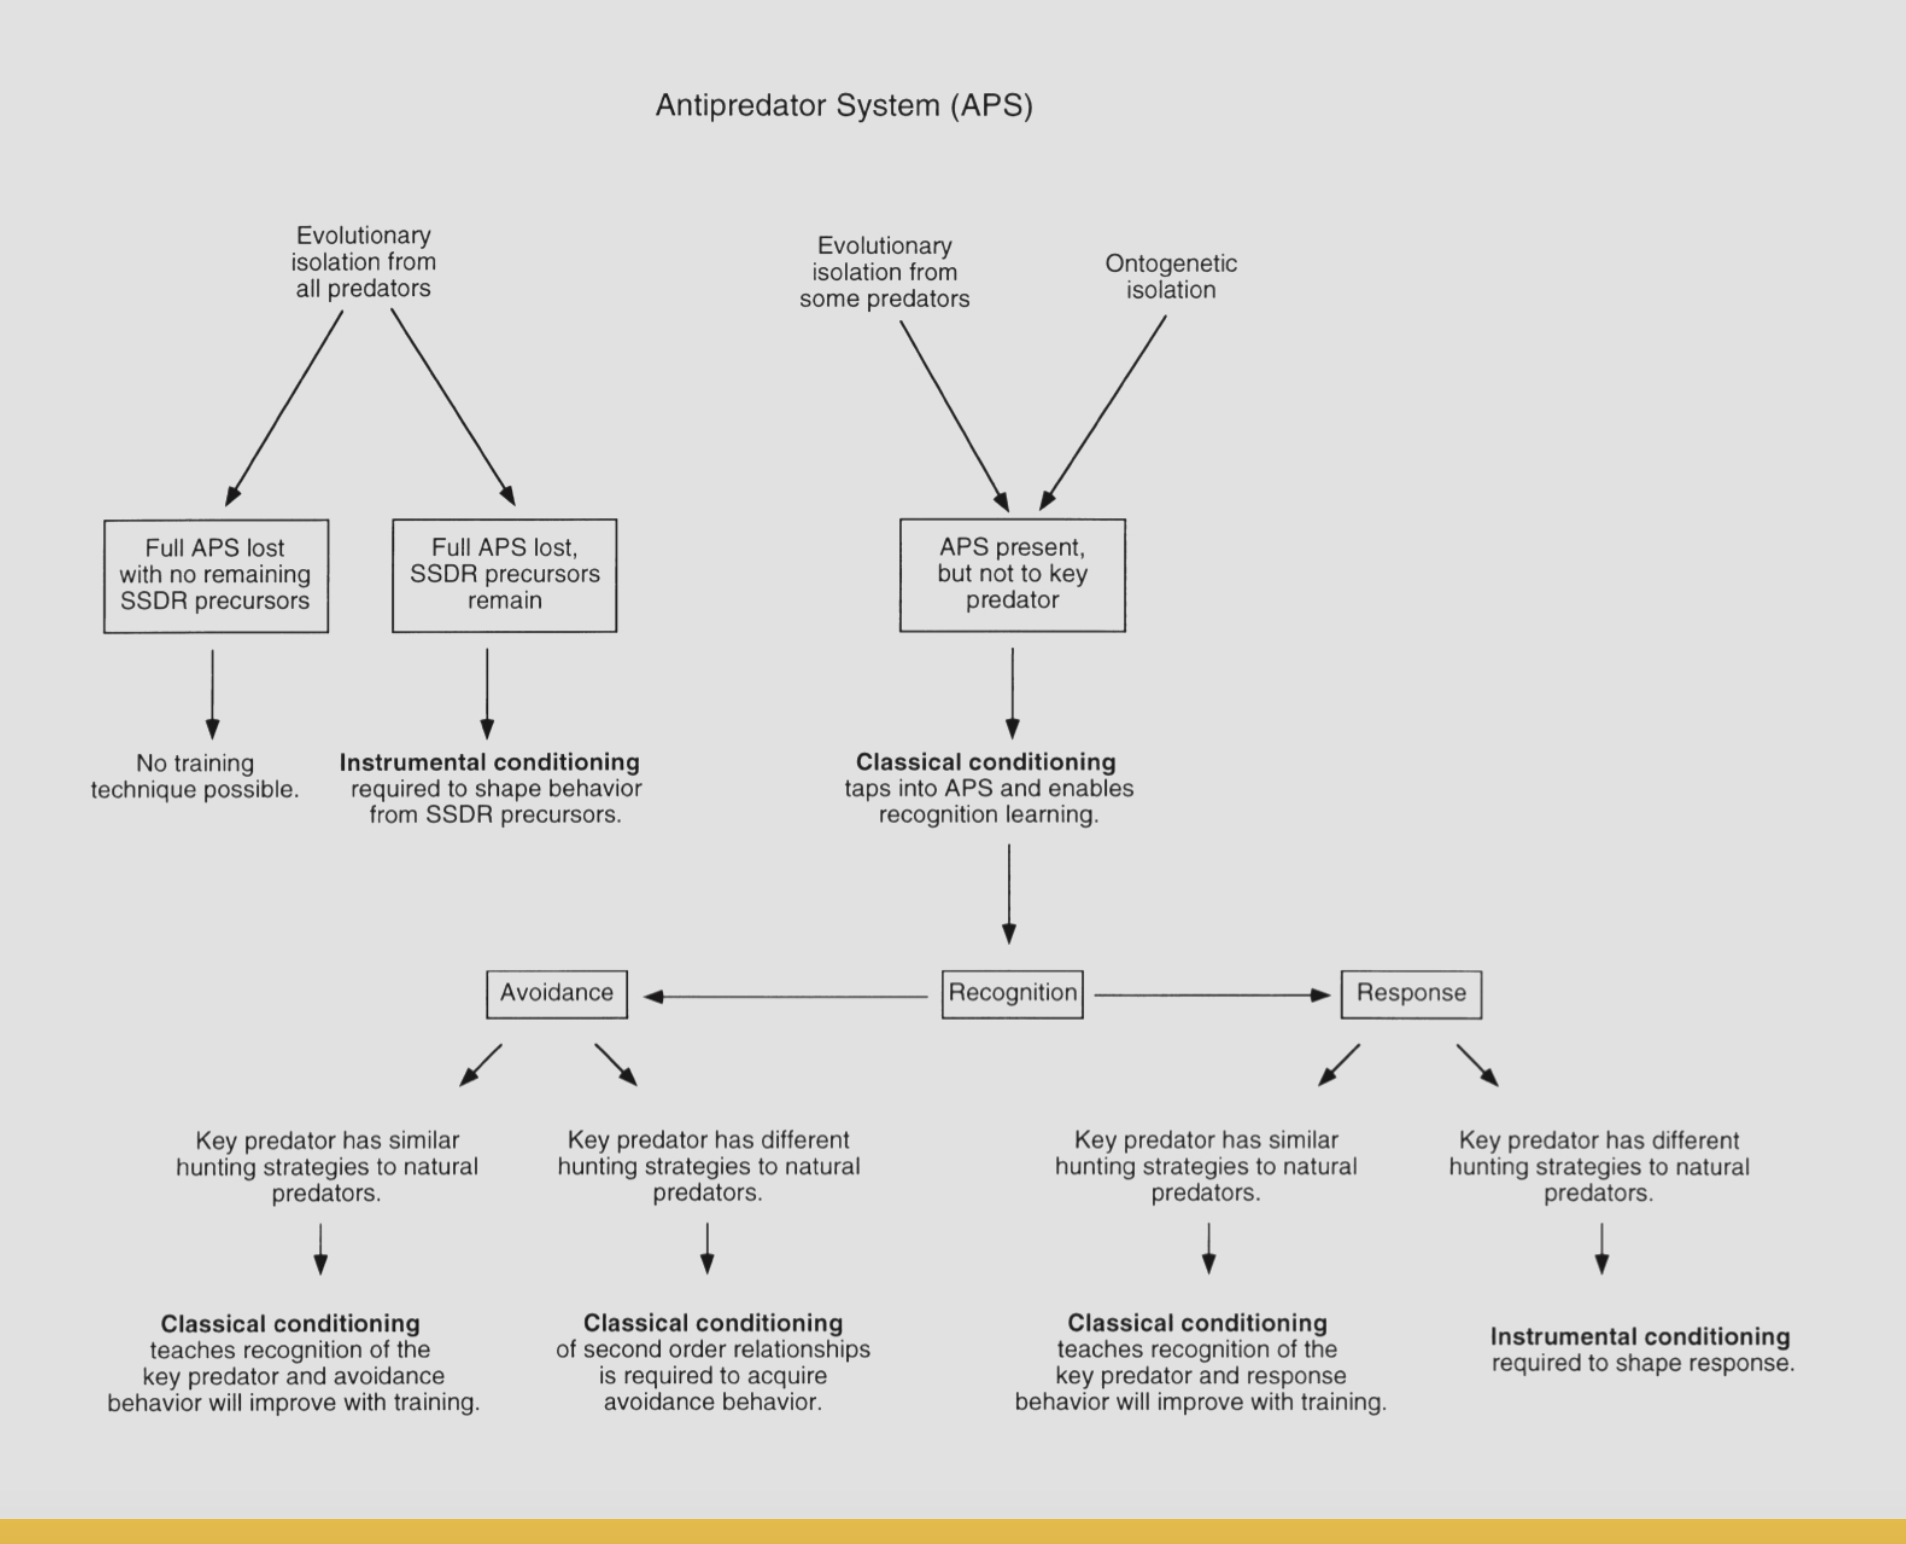 Antipredator System (APS)
Evolutionary
isolation from
all predators
Evolutionary
isolation from
some predators
Ontogenetic
isolation
Full APS lost
with no remaining
SSDR precursors
Full APS lost,
SSDR precursors
remain
APS present,
but not to key
predator
No training
technique possible.
Instrumental conditioning
required to shape behavior
from SSDR precursors.
Classical conditioning
taps into APS and enables
recognition learning.
Avoidance
Recognition
Response
Key predator has similar
hunting strategies to natural
predators.
Key predator has different
hunting strategies to natural
predators.
Key predator has similar
hunting strategies to natural
predators.
Key predator has different
hunting strategies to natural
predators.
Classical conditioning
teaches recognition of the
key predator and avoidance
behavior will improve with training.
Classical conditioning
of second order relationships
is required to acquire
avoidance behavior.
Classical conditioning
teaches recognition of the
key predator and response
behavior will improve with training.
Instrumental conditioning
required to shape response.